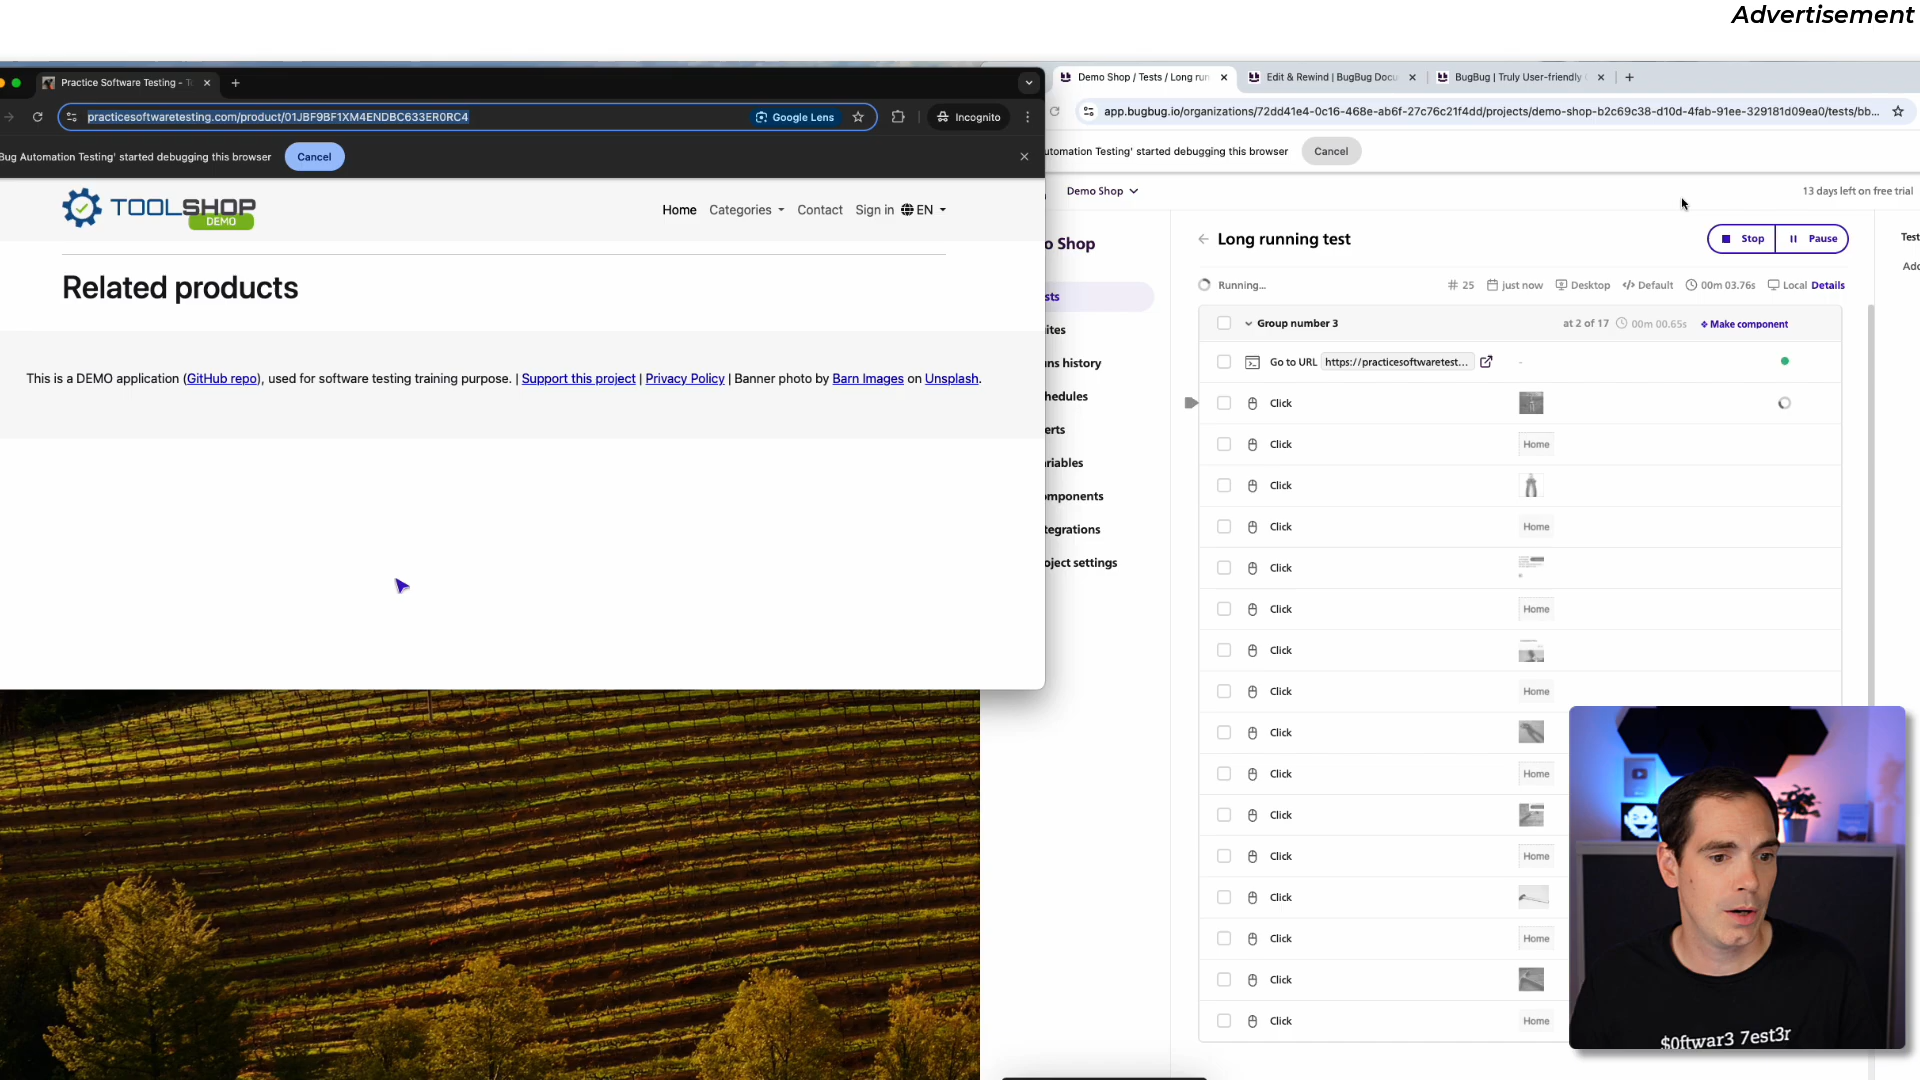 Advertisement
Practice Software Testing - T
practicesoftwaretesting.com/product/01JBF9BF1XM4ENDBC633ER0RC4
Google Lens
Incognito
Bug Automation Testing' started debugging this browser
Cancel
TOOLSHOP
DEMO
Home
Categories
Contact
Sign in
EN
Related products
This is a DEMO application (GitHub repo), used for software testing training purpose. | Support this project | Privacy Policy | Banner photo by Barn Images on Unsplash.
Demo Shop / Tests / Long run
Edit & Rewind | BugBug Docu
BugBug | Truly User-friendly
app.bugbug.io/organizations/72dd41e4-0c16-468e-ab6f-27c76c21f4dd/projects/demo-shop-b2c69c38-d10d-4fab-91ee-329181d09ea0/tests/bb...
utomation Testing' started debugging this browser
Cancel
Demo Shop
13 days left on free trial
o Shop
sts
ites
ns history
hedules
erts
ariables
omponents
tegrations
oject settings
Long running test
Stop
Pause
Test
Add
Running...
# 25
just now
Desktop
Default
00m 03.76s
Local
Details
Group number 3
at 2 of 17
00m 00.65s
Make component
Go to URL
https://practicesoftwaretest...
-
Click
Click
Home
Click
Click
Home
Click
Click
Home
Click
Click
Home
Click
Click
Home
Click
Click
Home
Click
Click
Home
Click
Click
Home
$0ftwar3 7est3r